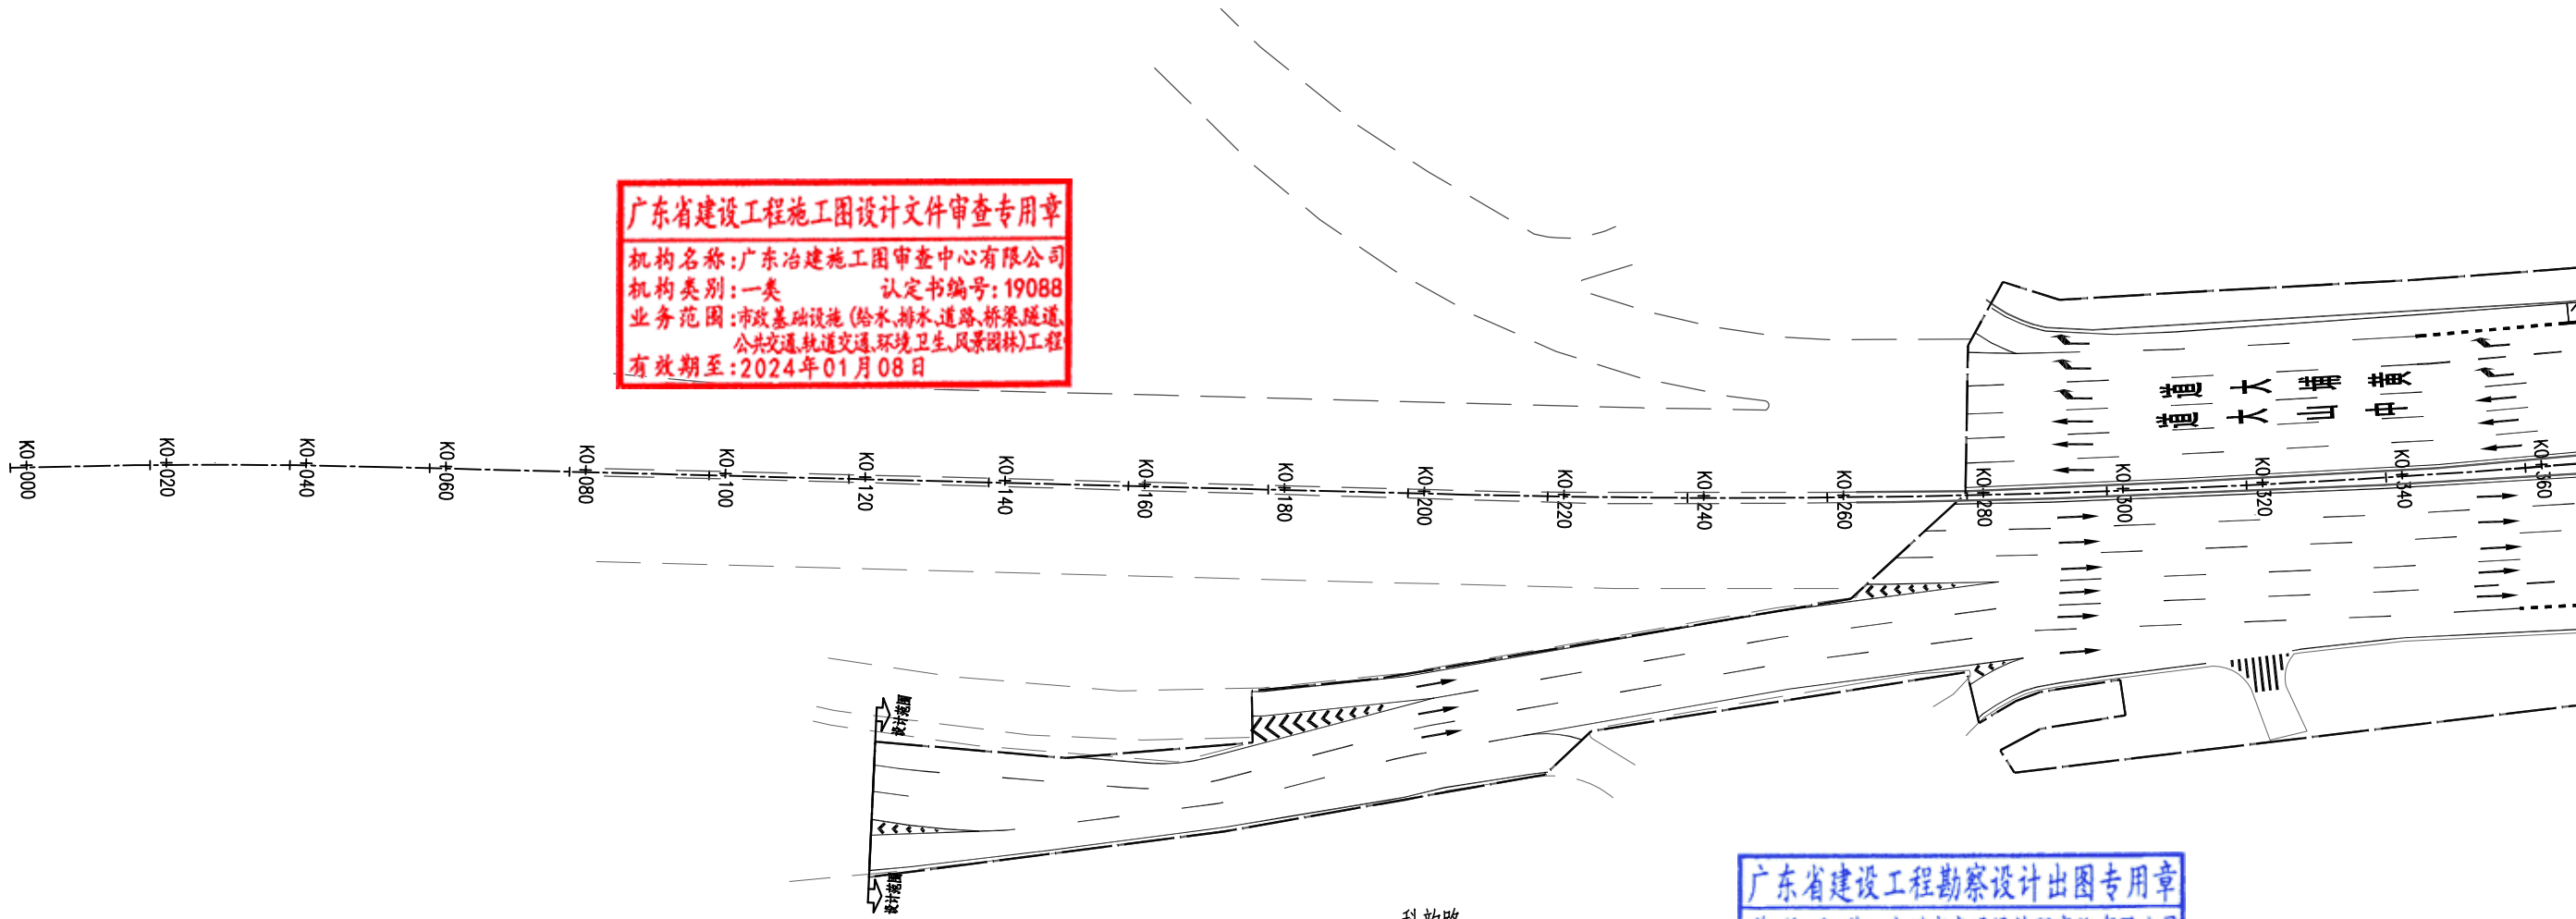 广东省建设工程施工图设计文件审查专用章
机构名称:广东冶建施工图审查中心有限公司
机构类别:一类 认定书编号:19088
业务范围:市政基础设施(给水、排水、道路、桥梁、隧道、
公共交通、轨道交通、环境卫生、风景园林)工程
有效期至:2024年01月08日
黄埔大道
中山大道
K0+000
K0+020
K0+040
K0+060
K0+080
K0+100
K0+120
K0+140
K0+160
K0+180
K0+200
K0+220
K0+240
K0+260
K0+280
K0+300
K0+320
K0+340
K0+360
设计范围
设计范围
科韵路
广东省建设工程勘察设计出图专用章